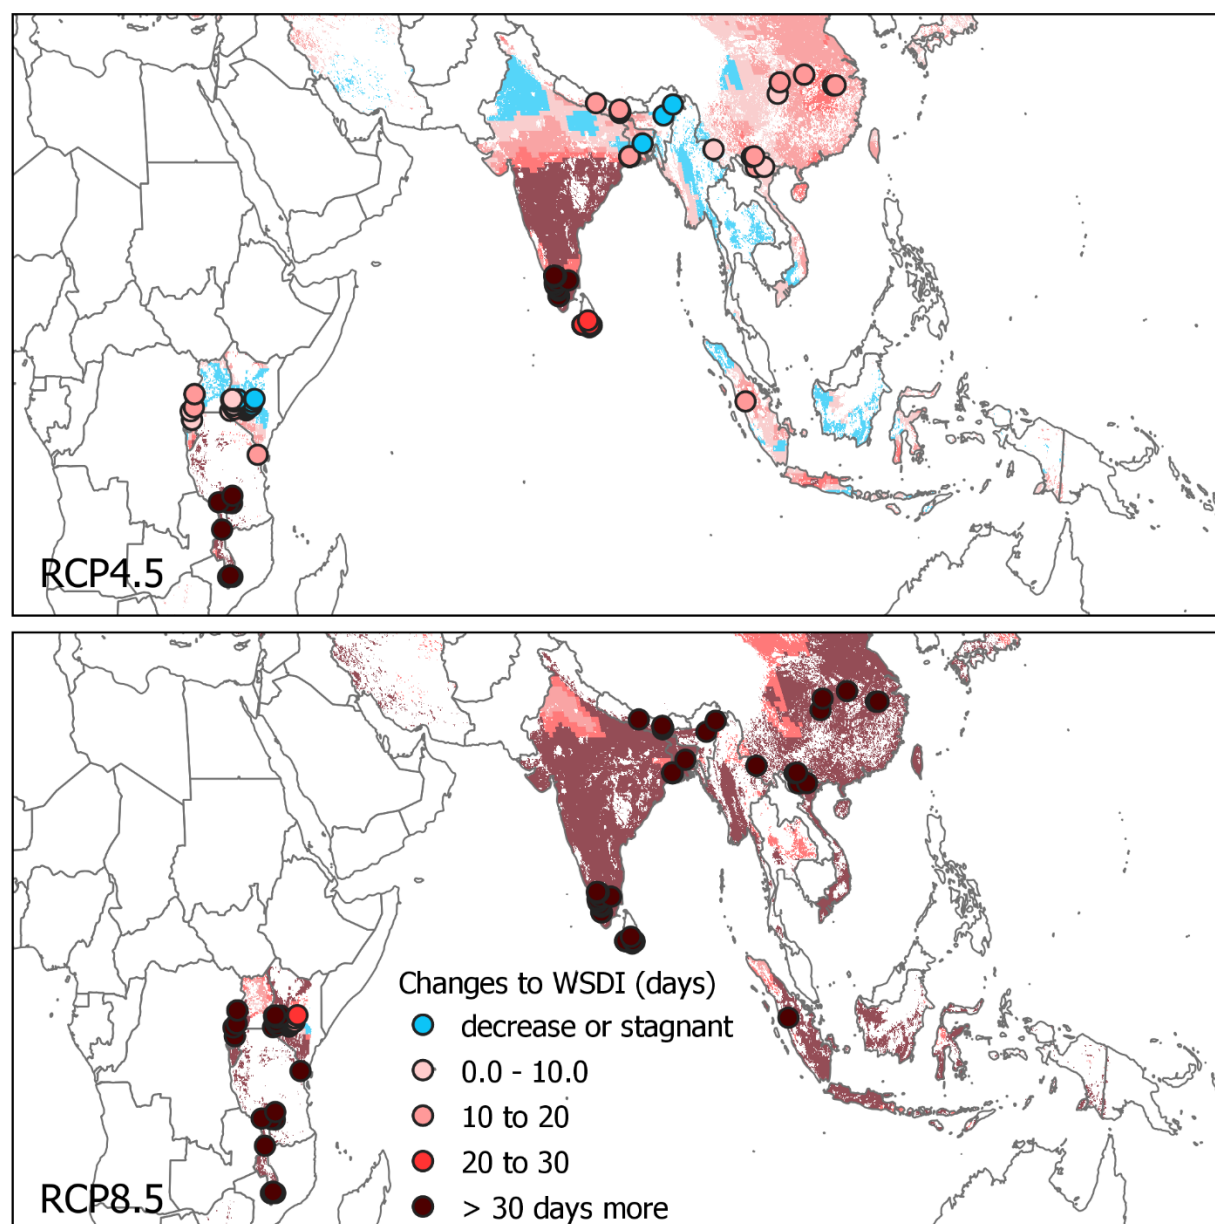 RCP4.5
Changes to WSDI (days)
decrease or stagnant
0.0 - 10.0
10 to 20
20 to 30
> 30 days more
RCP8.5